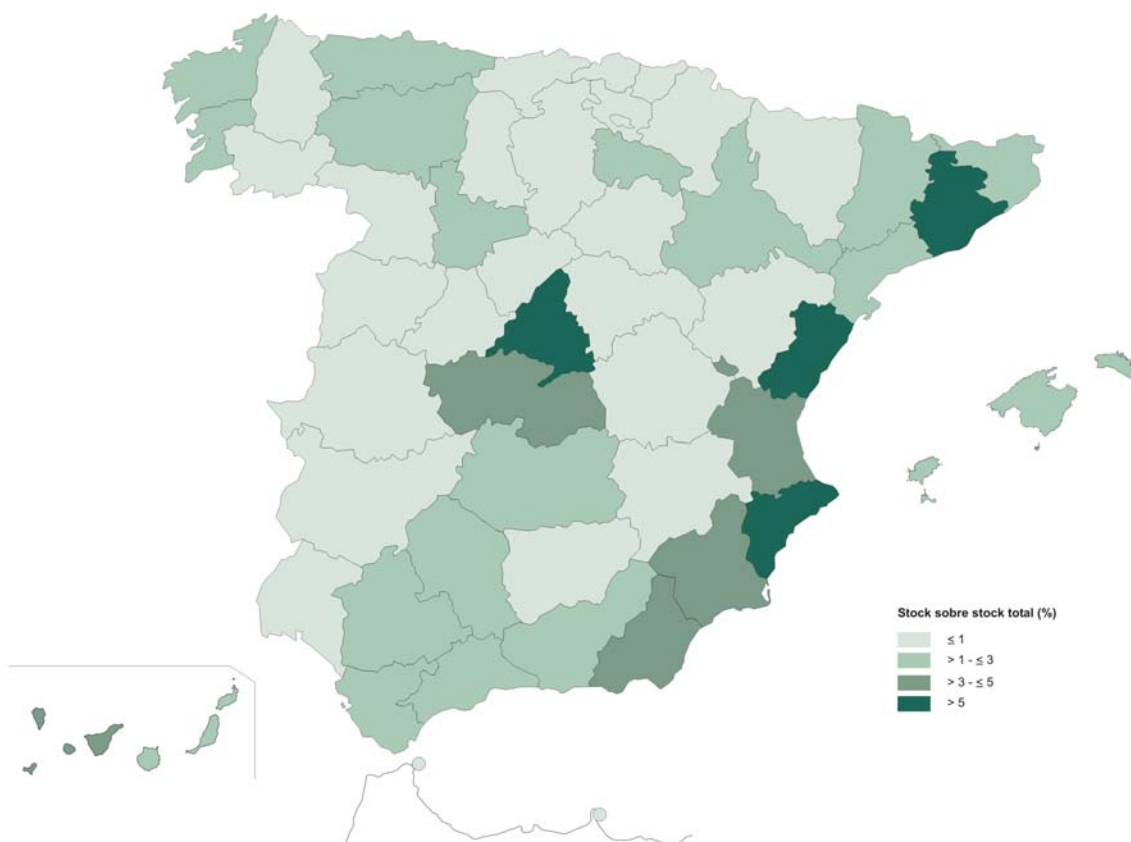 Stock sobre stock total (%)
≤ 1
> 1 - ≤ 3
> 3 - ≤ 5
> 5